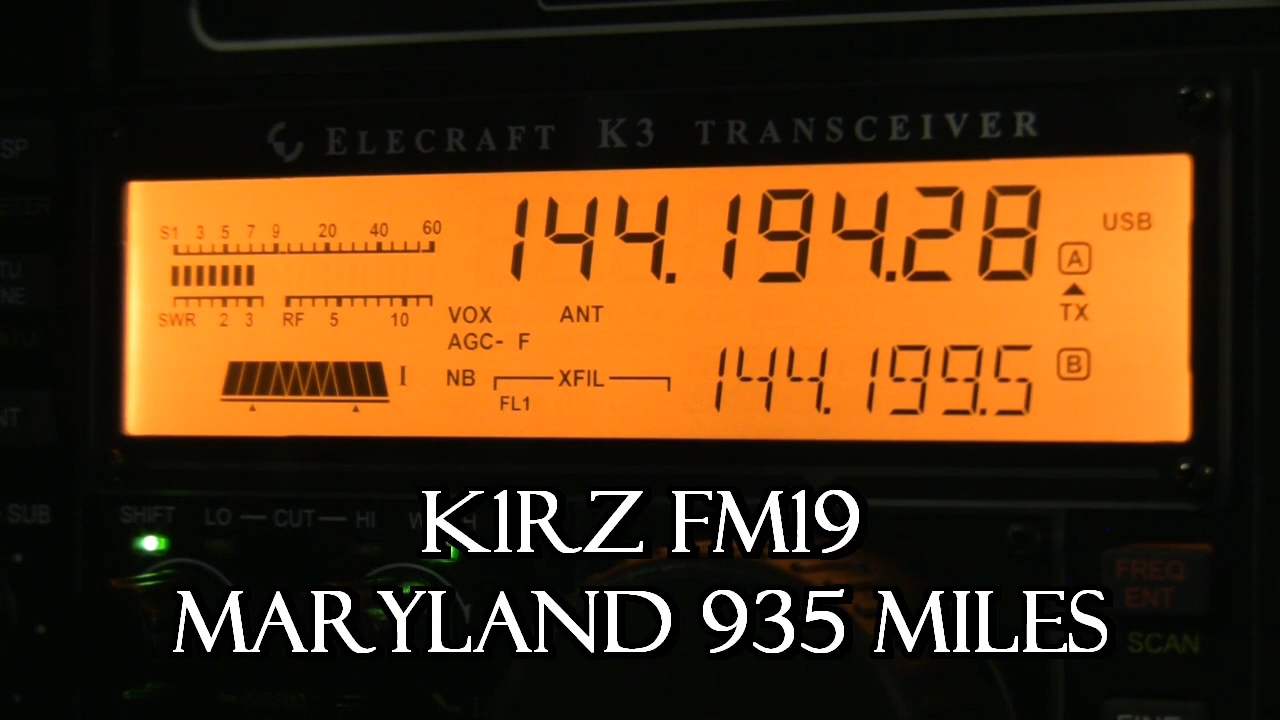 ELECRAFT K3 TRANSCEIVER
S1 3 5 7 9 20 40 60
144.194.28
USB
A
SWR 2 3 RF 5 10
VOX ANT
TX
AGC- F
I NB XFIL
144.199.5
B
FL1
SUB
SHIFT LO CUT HI
K1RZ FM19
FREQ
ENT
MARYLAND 935 MILES
SCAN